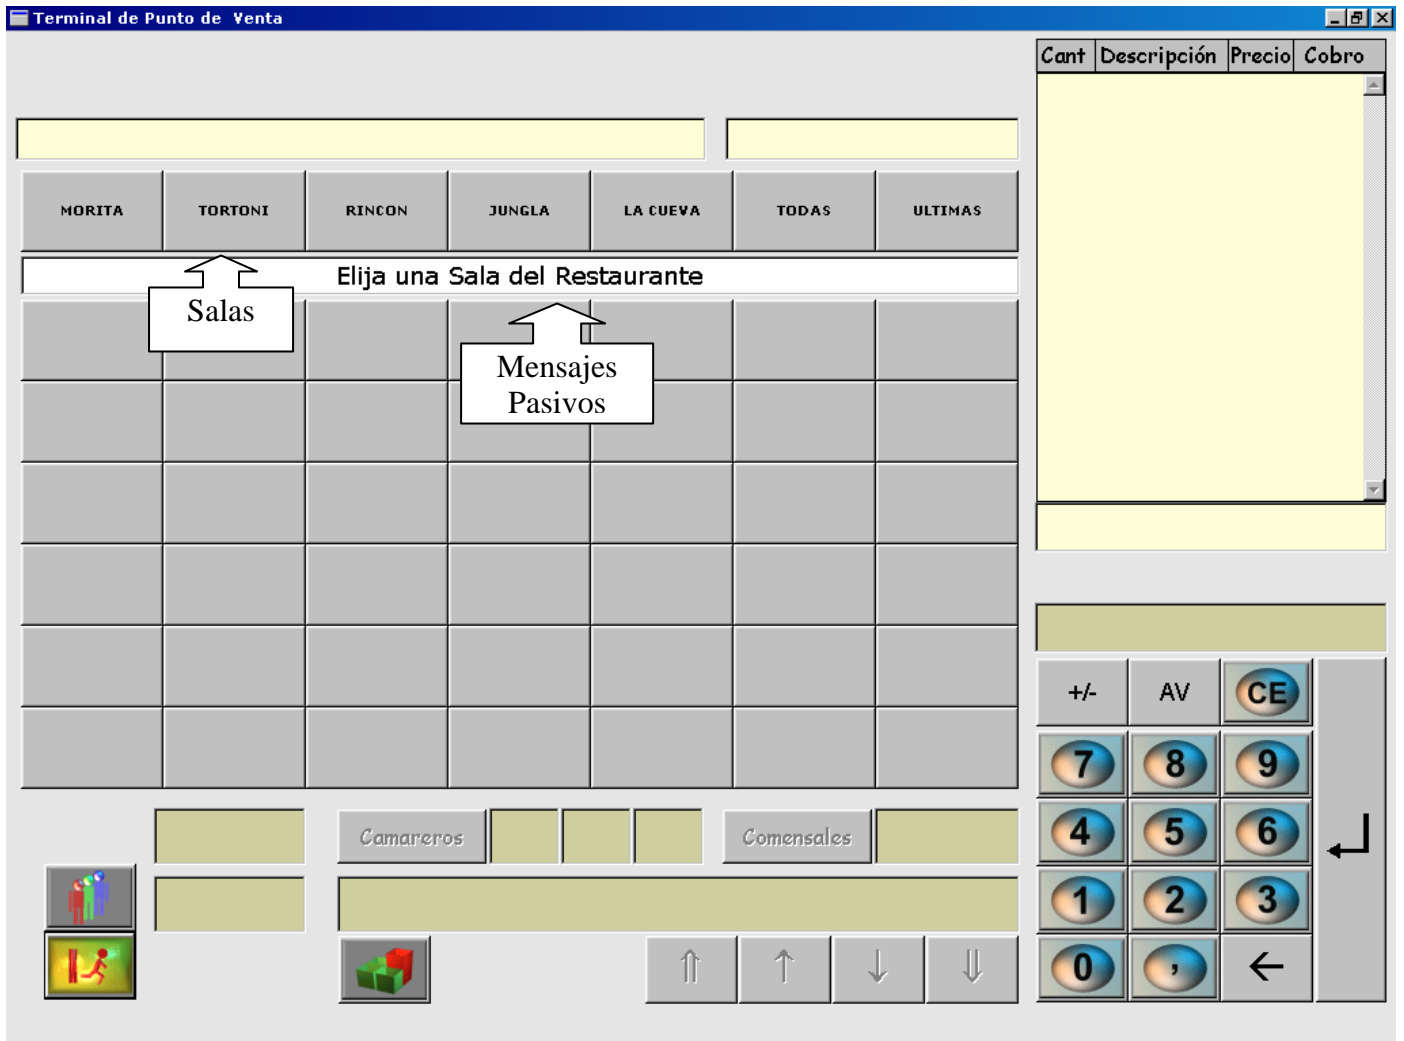 Terminal de Punto de Venta
Cant Descripción Precio Cobro
MORITA TORTONI RINCON JUNGLA LA CUEVA TODAS ULTIMAS
Elija una Sala del Restaurante
Salas
Mensajes
Pasivos
+/- AV CE
7 8 9
4 5 6
1 2 3
0 ,
Camareros Comensales